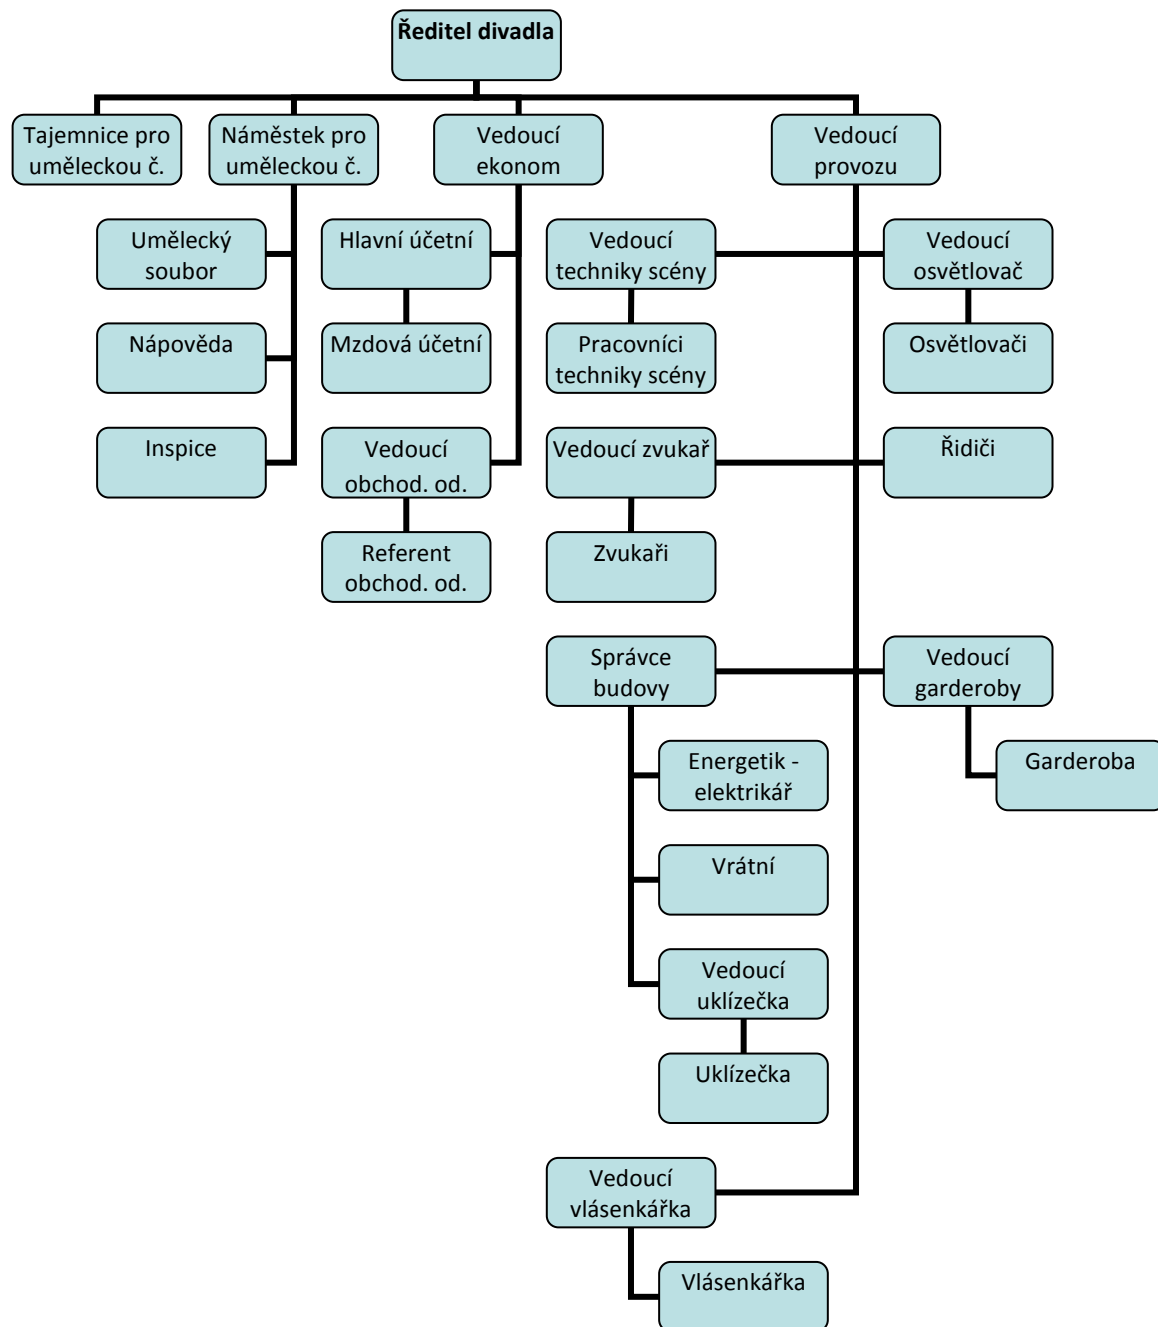 Ředitel divadla
Tajemnice pro
uměleckou č.
Náměstek pro
uměleckou č.
Vedoucí
ekonom
Vedoucí
provozu
Umělecký
soubor
Hlavní účetní
Vedoucí
techniky scény
Vedoucí
osvětlovač
Nápověda
Mzdová účetní
Pracovníci
techniky scény
Osvětlovači
Inspice
Vedoucí
obchod. od.
Vedoucí zvukař
Řidiči
Referent
obchod. od.
Zvukaři
Správce
budovy
Vedoucí
garderoby
Energetik -
elektrikář
Garderoba
Vrátní
Vedoucí
uklízečka
Uklízečka
Vedoucí
vlásenkářka
Vlásenkářka